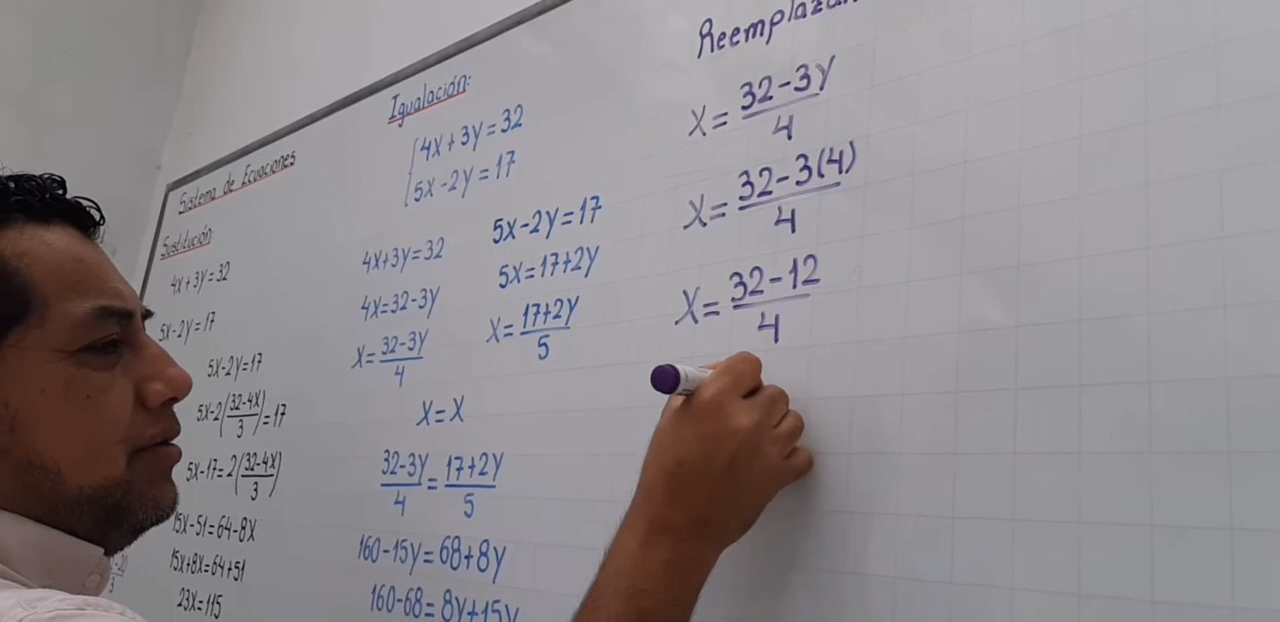 Sistema de Ecuaciones
Sustitución:
4x + 3y = 32
5x - 2y = 17
5x - 2y = 17
5x - 2(32-4x/3) = 17
5x - 17 = 2(32-4x/3)
15x - 51 = 64 - 8x
15x + 8x = 64 + 51
23x = 115
Igualación:
4x + 3y = 32
5x - 2y = 17
4x + 3y = 32
4x = 32 - 3y
x = 32-3y/4
5x - 2y = 17
5x = 17 + 2y
x = 17+2y/5
x = x
32-3y/4 = 17+2y/5
160 - 15y = 68 + 8y
160 - 68 = 8y + 15y
x = 32-3y/4
x = 32-3(4)/4
x = 32-12/4